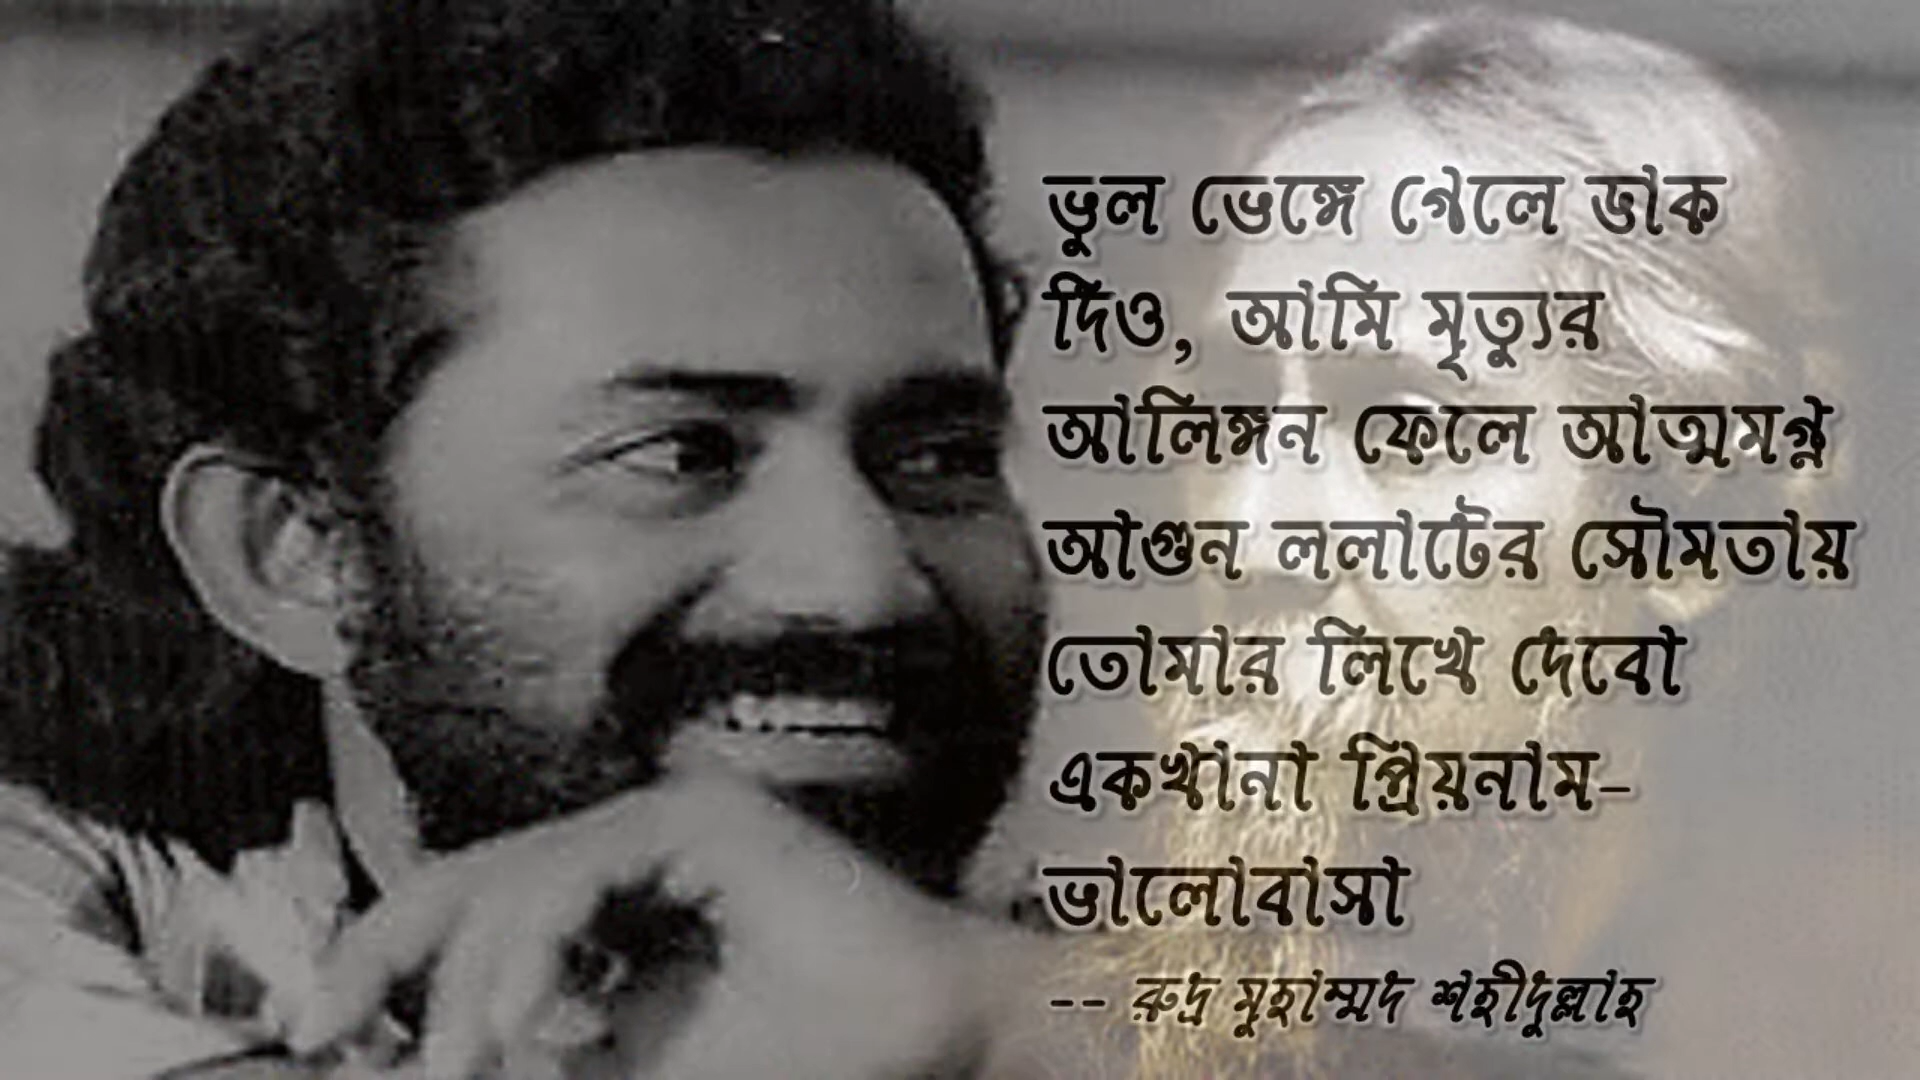 ভুল ভেঙ্গে গেলে ডাক
দিও, আমি মৃত্যুর
আলিঙ্গন ফেলে আত্মমগ্ন
আগুন ললাটের সৌমতায়
তোমার লিখে দেবো
একখানা প্রিয়নাম-
ভালোবাসা
-- রুদ্র মুহাম্মদ শহীদুল্লাহ